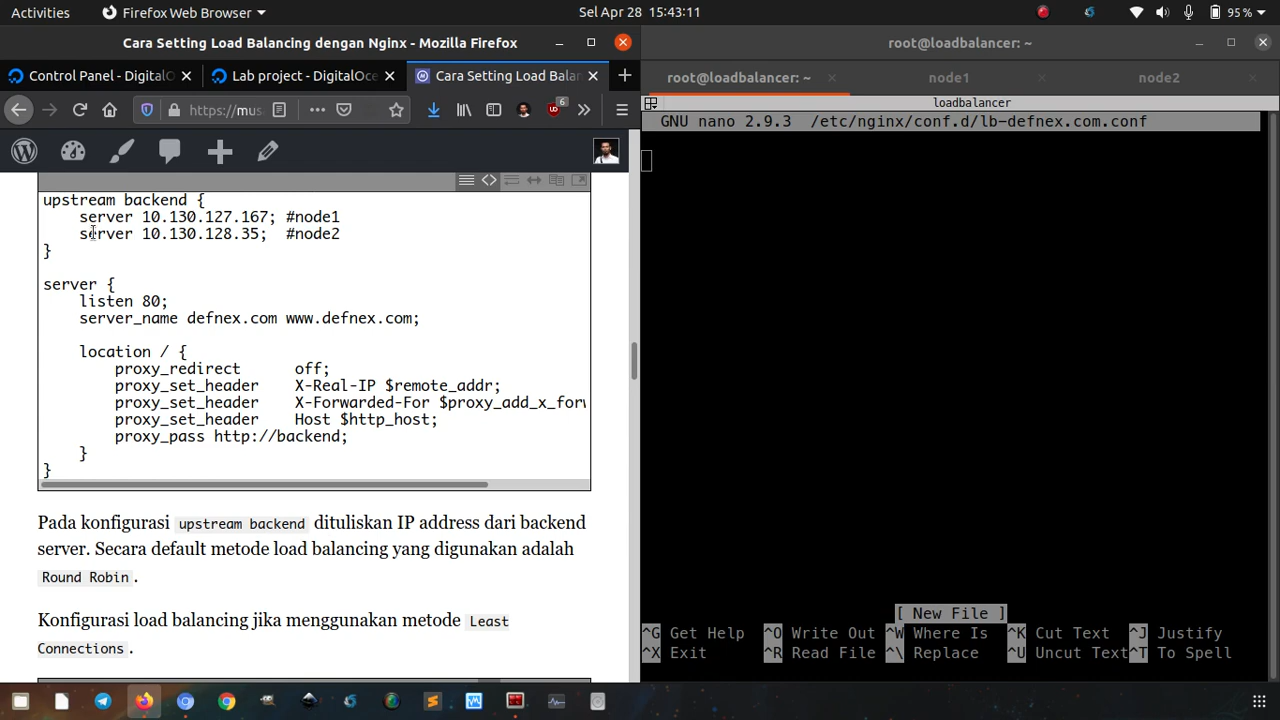 Activities Firefox Web Browser Sel Apr 28 15:43:11 95 %
Cara Setting Load Balancing dengan Nginx - Mozilla Firefox
root@loadbalancer: ~
Control Panel - DigitalO
Lab project - DigitalOce
Cara Setting Load Balan
root@loadbalancer: ~
node1
node2
https://mus
6
loadbalancer
GNU nano 2.9.3 /etc/nginx/conf.d/lb-defnex.com.conf
upstream backend {
server 10.130.127.167; #node1
server 10.130.128.35; #node2
}
server {
listen 80;
server_name defnex.com www.defnex.com;
location / {
proxy_redirect off;
proxy_set_header X-Real-IP $remote_addr;
proxy_set_header X-Forwarded-For $proxy_add_x_forw
proxy_set_header Host $http_host;
proxy_pass http://backend;
}
}
Pada konfigurasi upstream backend dituliskan IP address dari backend
server. Secara default metode load balancing yang digunakan adalah
Round Robin .
Konfigurasi load balancing jika menggunakan metode Least
Connections .
[ New File ]
^G Get Help ^O Write Out ^W Where Is ^K Cut Text ^J Justify
^X Exit ^R Read File ^\ Replace ^U Uncut Text ^T To Spell